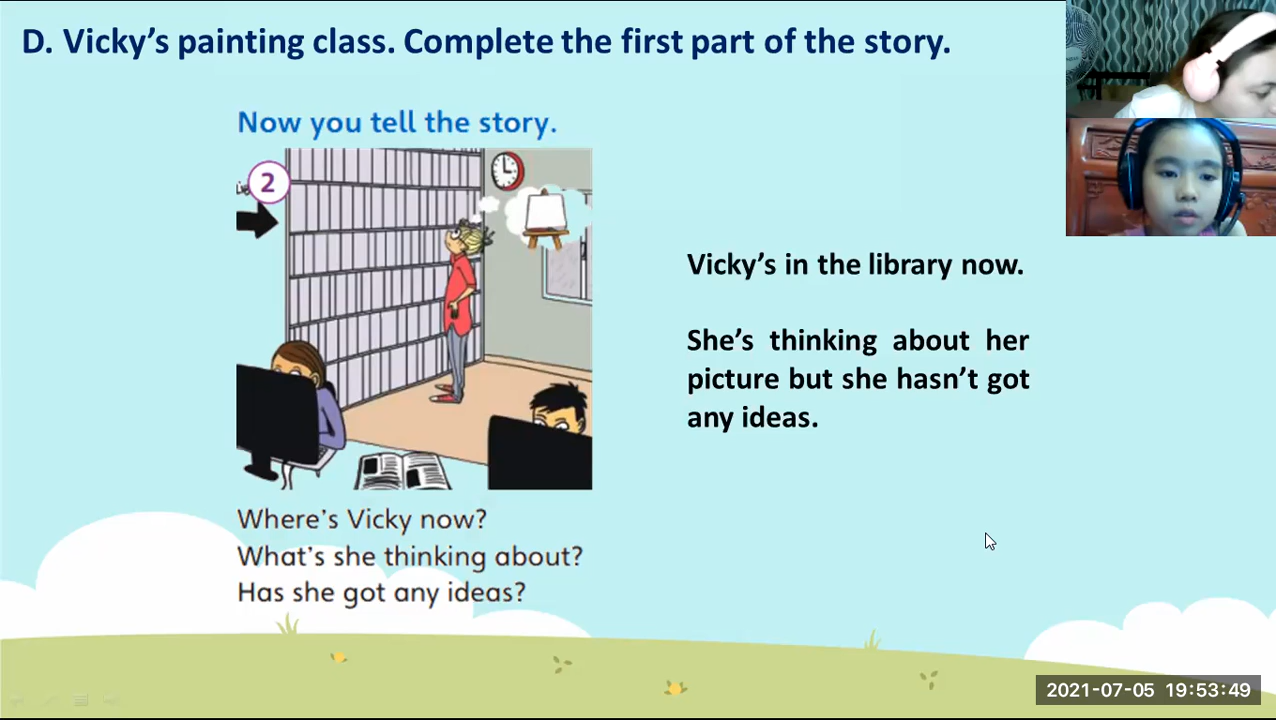 D. Vicky's painting class. Complete the first part of the story.
Now you tell the story.
2
Vicky's in the library now.
She's thinking about her
picture but she hasn't got
any ideas.
Where's Vicky now?
What's she thinking about?
Has she got any ideas?
2021-07-05 19:53:49